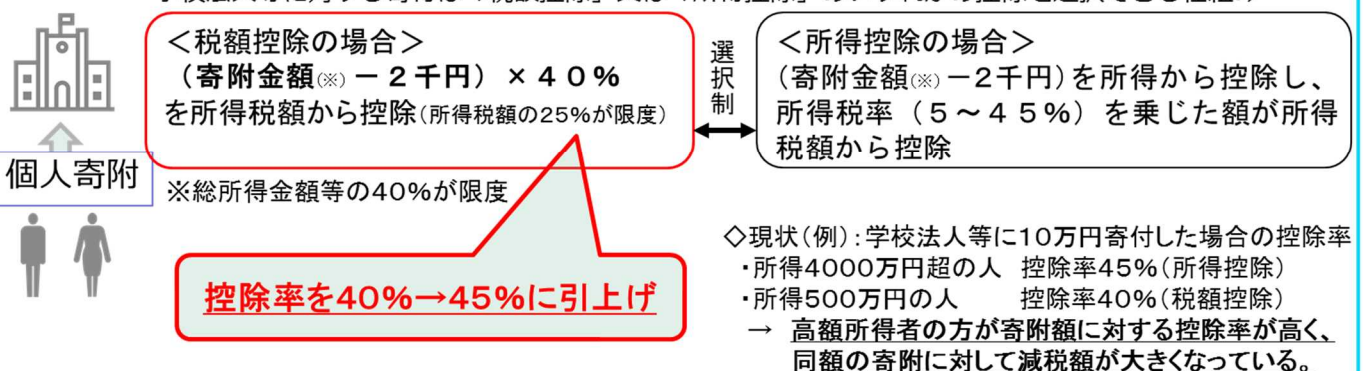 ＜税額控除の場合＞
（寄附金額(※)－２千円）×４０％
を所得税額から控除(所得税額の25%が限度)
選択制
＜所得控除の場合＞
（寄附金額(※)－2千円)を所得から控除し、
所得税率（５～４５％）を乗じた額が所得
税額から控除
個人寄附
※総所得金額等の40%が限度
控除率を40%→45%に引上げ
◇現状(例)：学校法人等に10万円寄付した場合の控除率
・所得4000万円超の人 控除率45%(所得控除)
・所得500万円の人 控除率40%(税額控除)
→ 高額所得者の方が寄附額に対する控除率が高く、
同額の寄附に対して減税額が大きくなっている。